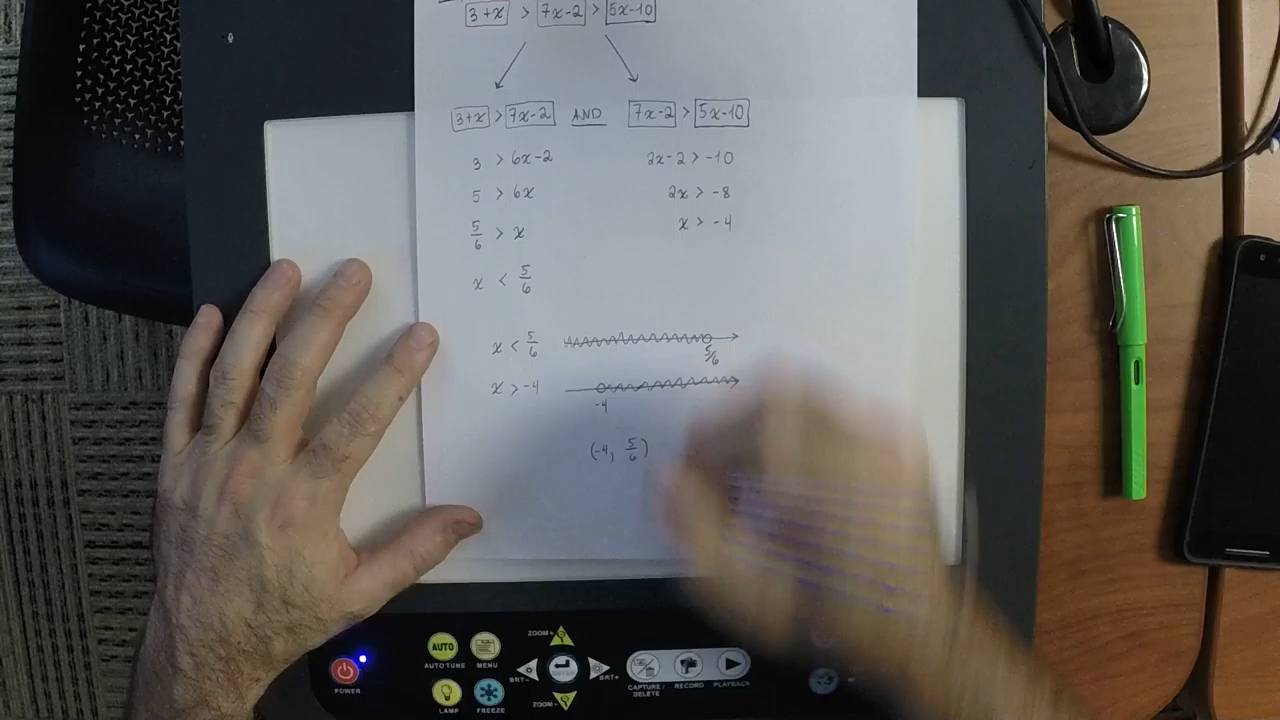 3+x > 7x-2 > 5x-10
3+x > 7x-2 AND 7x-2 > 5x-10
3 > 6x-2 2x-2 > -10
5 > 6x 2x > -8
5/6 > x x > -4
x < 5/6
x < 5/6
5/6
x > -4
-4
(-4, 5/6)
POWER
AUTO
AUTO TUNE
MENU
LAMP
FREEZE
ZOOM+
BRT- BRT+
ZOOM-
CAPTURE/
DELETE
RECORD
PLAYBACK